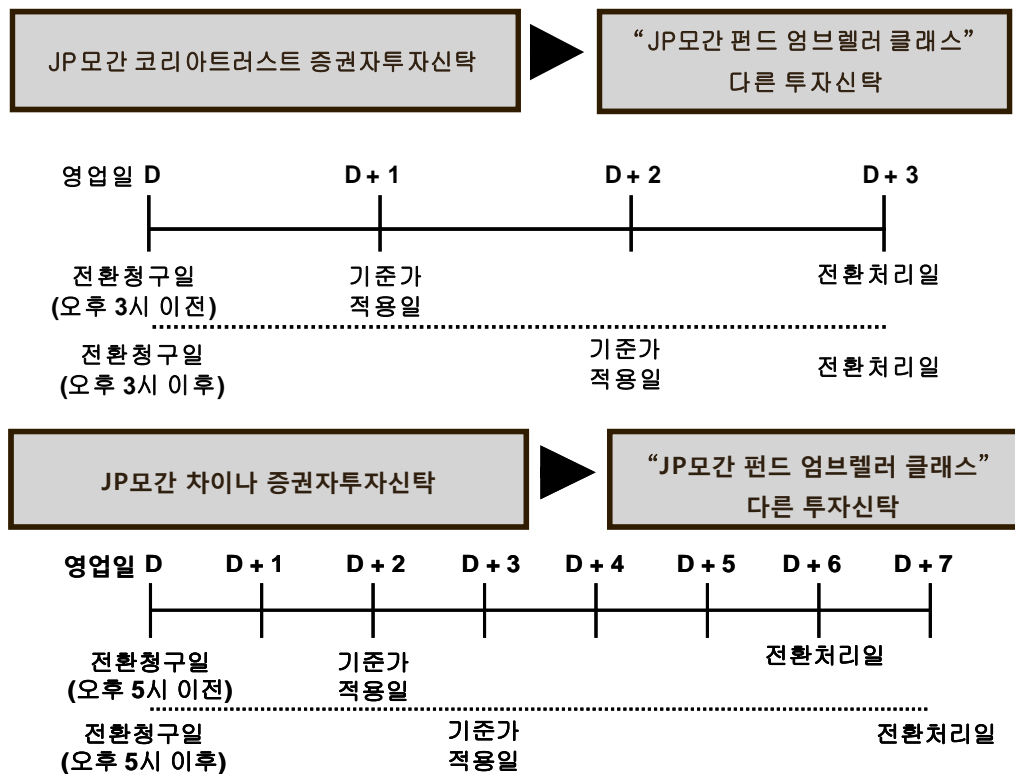 JP모간 코리아트러스트 증권자투자신탁
“JP모간 펀드 엄브렐러 클래스”
다른 투자신탁
영업일 D D + 1 D + 2 D + 3
전환청구일 기준가 전환처리일
(오후 3시 이전) 적용일
전환청구일 기준가 전환처리일
(오후 3시 이후) 적용일
JP모간 차이나 증권자투자신탁
“JP모간 펀드 엄브렐러 클래스”
다른 투자신탁
영업일 D D + 1 D + 2 D + 3 D + 4 D + 5 D + 6 D + 7
전환청구일 기준가 전환처리일
(오후 5시 이전) 적용일
전환청구일 기준가 전환처리일
(오후 5시 이후) 적용일